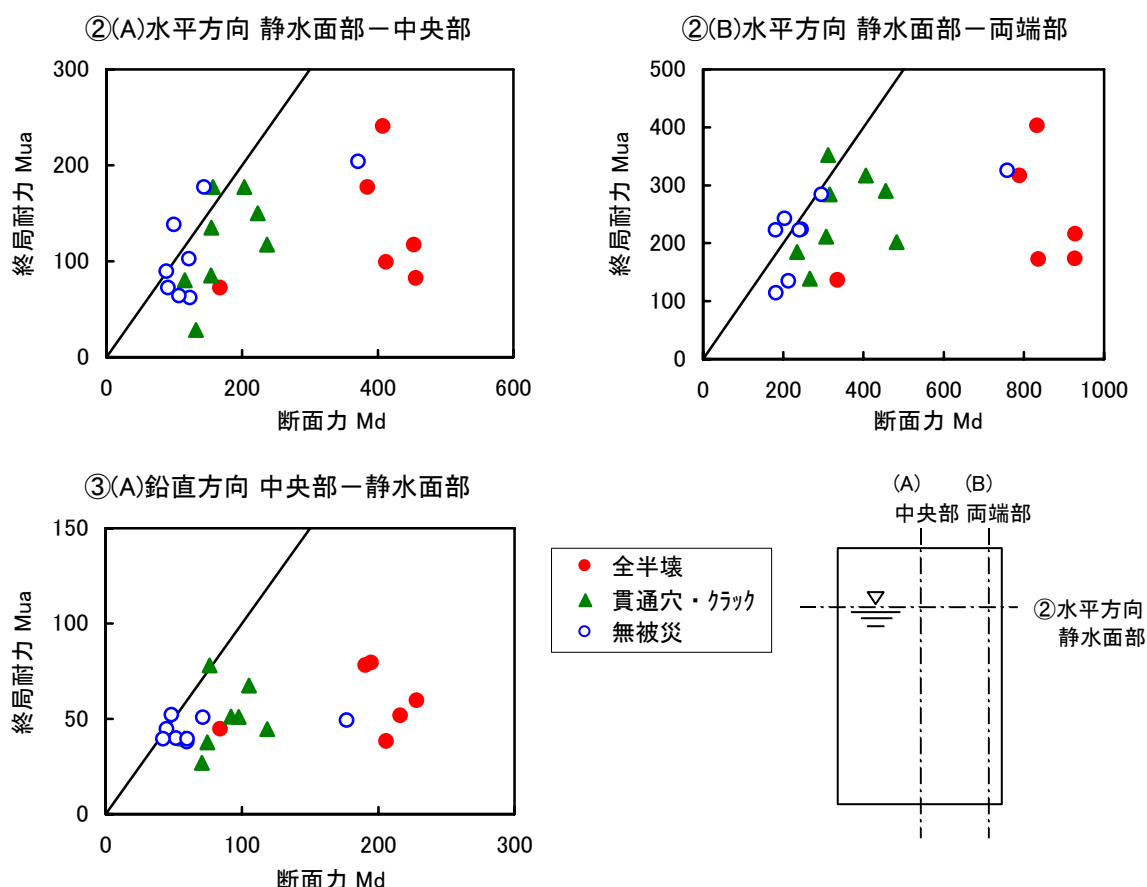 ②(A)水平方向 静水面部－中央部
300
200
100
0
0 200 400 600
終局耐力 Mua
断面力 Md
②(B)水平方向 静水面部－両端部
500
400
300
200
100
0
0 200 400 600 800 1000
終局耐力 Mua
断面力 Md
③(A)鉛直方向 中央部－静水面部
150
100
50
0
0 100 200 300
終局耐力 Mua
断面力 Md
全半壊
貫通穴・クラック
無被災
(A) (B)
中央部 両端部
②水平方向
静水面部